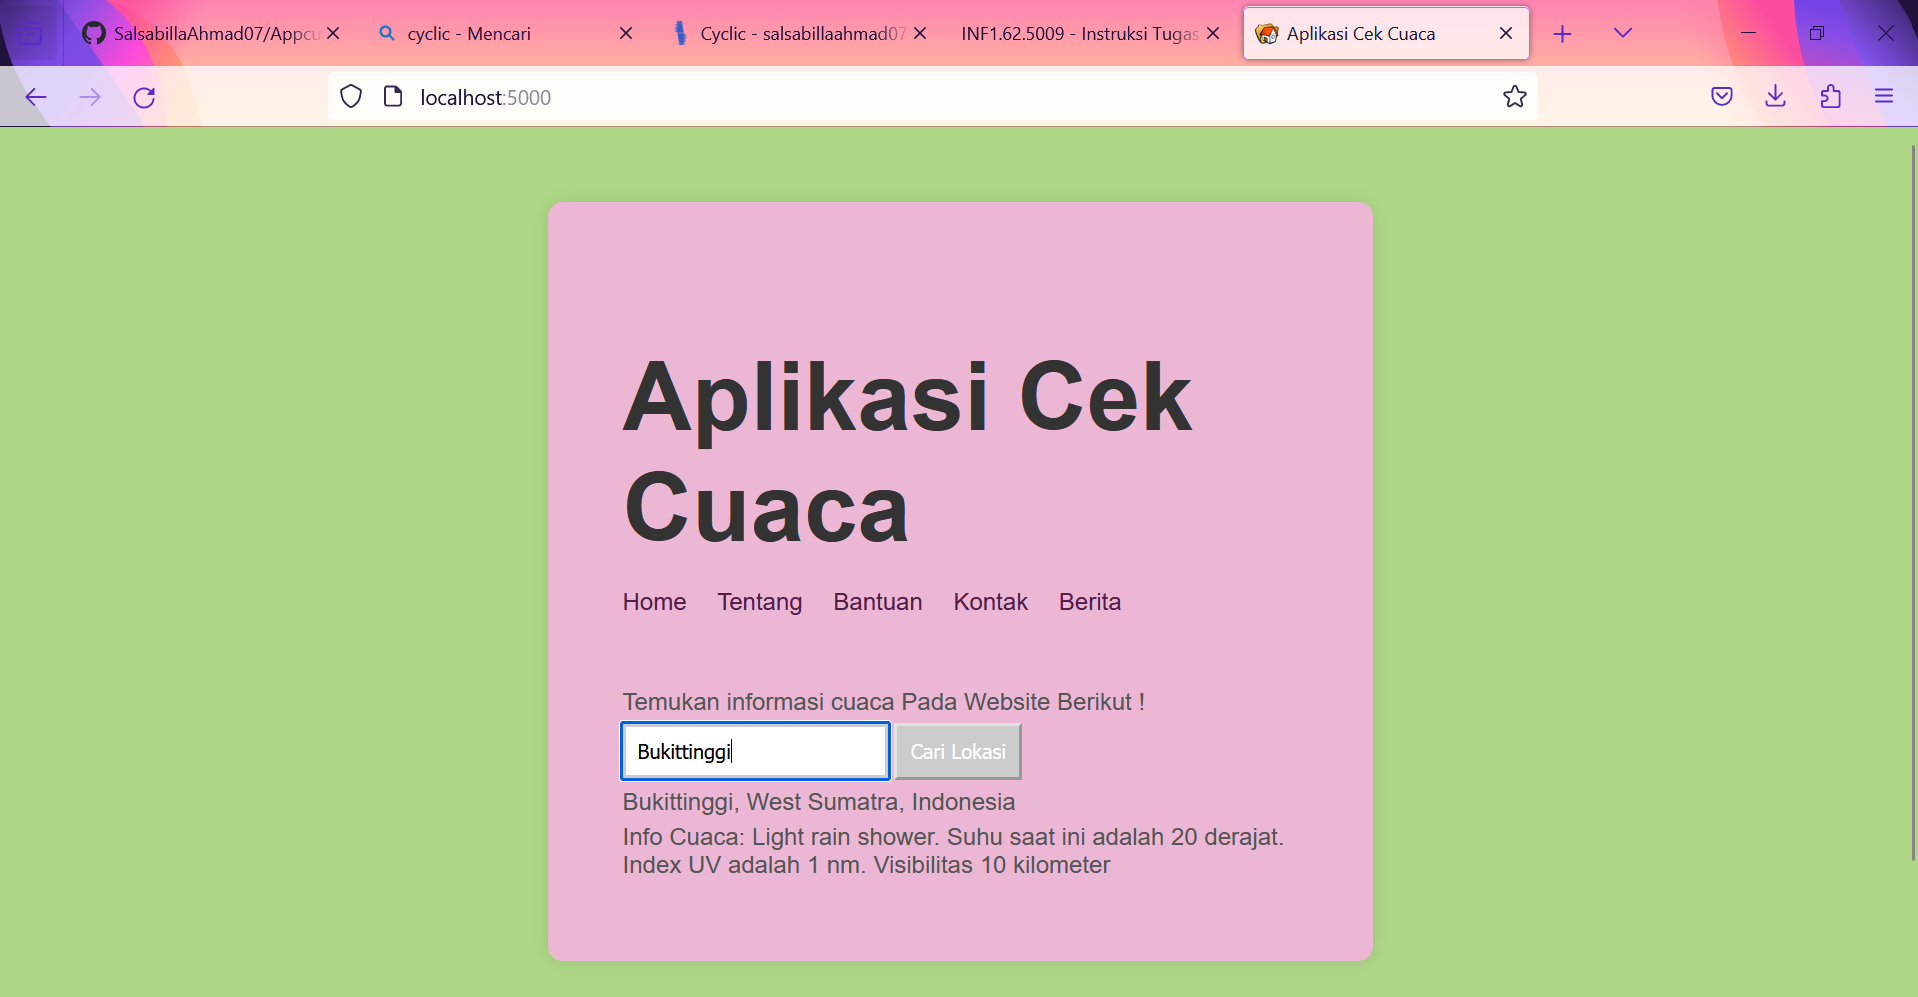 SalsabillaAhmad07/Appcu
cyclic - Mencari
Cyclic - salsabillaahmad07
INF1.62.5009 - Instruksi Tugas
Aplikasi Cek Cuaca
localhost:5000
Aplikasi Cek
Cuaca
Home Tentang Bantuan Kontak Berita
Temukan informasi cuaca Pada Website Berikut !
Bukittinggi Cari Lokasi
Bukittinggi, West Sumatra, Indonesia
Info Cuaca: Light rain shower. Suhu saat ini adalah 20 derajat.
Index UV adalah 1 nm. Visibilitas 10 kilometer